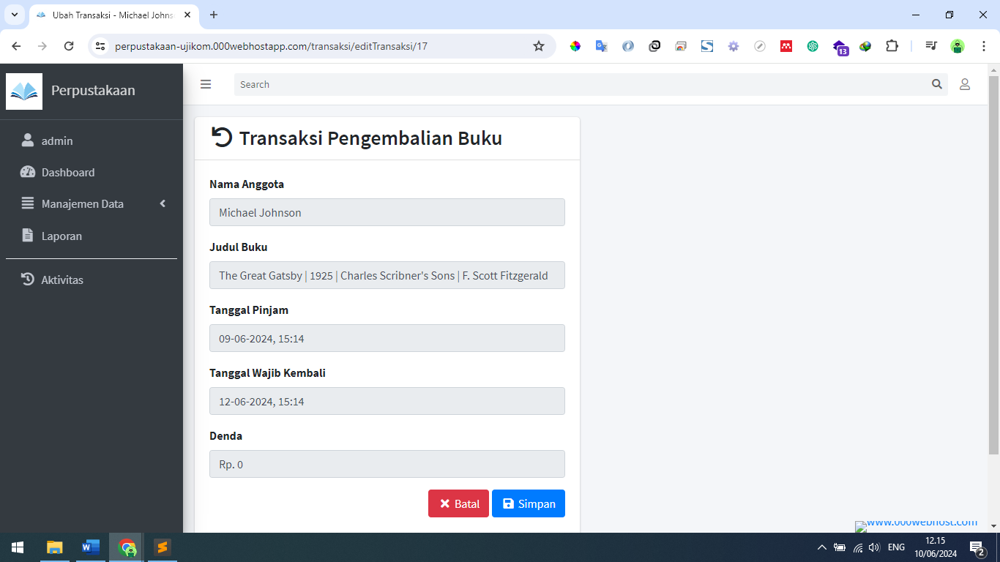 Ubah Transaksi - Michael Johns
perpustakaan-ujikom.000webhostapp.com/transaksi/editTransaksi/17
13
Perpustakaan
Search
admin
Dashboard
Manajemen Data
Laporan
Aktivitas
Transaksi Pengembalian Buku
Nama Anggota
Michael Johnson
Judul Buku
The Great Gatsby | 1925 | Charles Scribner's Sons | F. Scott Fitzgerald
Tanggal Pinjam
09-06-2024, 15:14
Tanggal Wajib Kembali
12-06-2024, 15:14
Denda
Rp. 0
Batal
Simpan
www.000webhost.com
ENG
12.15
10/06/2024
2